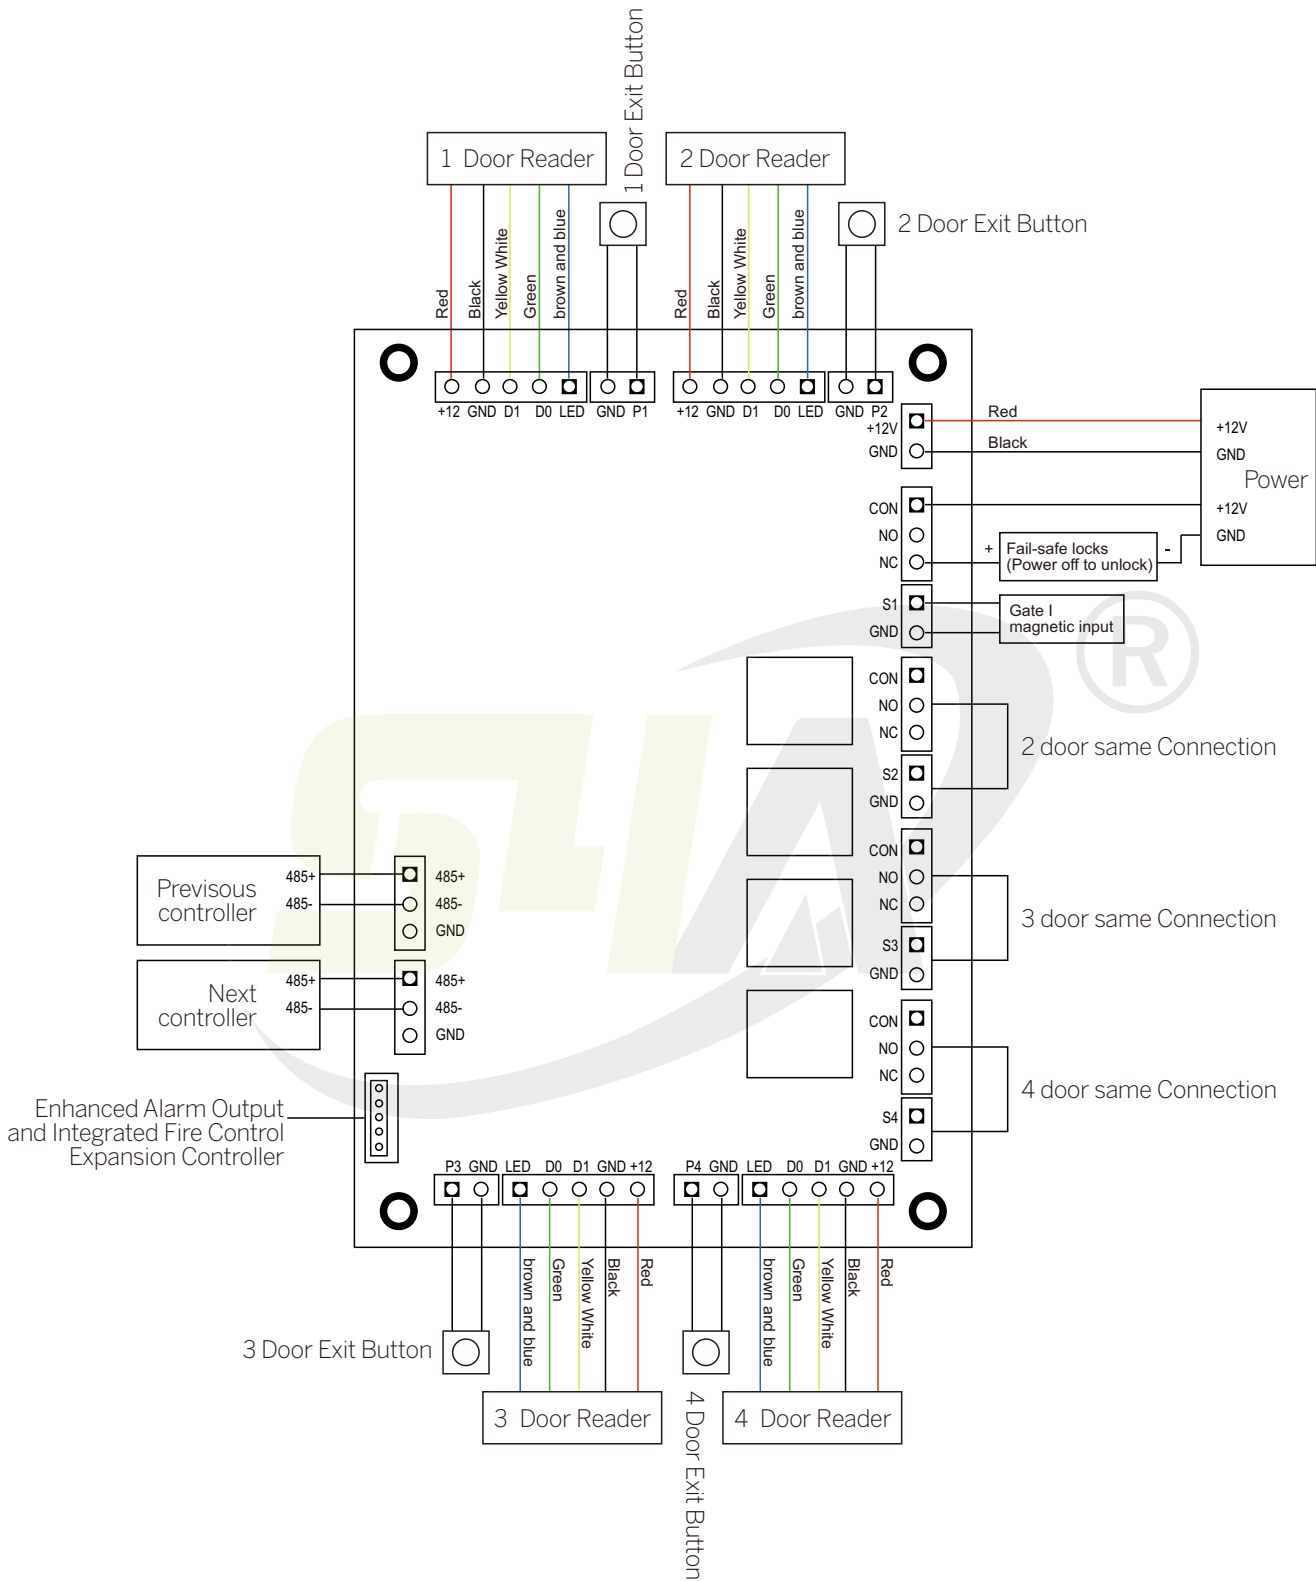 1 Door Exit Button
1 Door Reader
2 Door Reader
2 Door Exit Button
Red
Black
Yellow White
Green
brown and blue
Red
Black
Yellow White
Green
brown and blue
+12 GND D1 D0 LED
GND P1
+12 GND D1 D0 LED
GND P2
+12V
GND
Red
Black
+12V
GND
Power
+12V
GND
CON
NO
NC
+
Fail-safe locks
(Power off to unlock)
-
S1
GND
Gate I
magnetic input
®
CON
NO
NC
S2
GND
2 door same Connection
S4A
CON
NO
NC
S3
GND
3 door same Connection
CON
NO
NC
S4
GND
4 door same Connection
Previsous
controller
485+
485-
485+
485-
GND
Next
controller
485+
485-
485+
485-
GND
Enhanced Alarm Output
and Integrated Fire Control
Expansion Controller
P3 GND
LED D0 D1 GND +12
P4 GND
LED D0 D1 GND +12
brown and blue
Green
Yellow White
Black
Red
brown and blue
Green
Yellow White
Black
Red
3 Door Exit Button
3 Door Reader
4 Door Exit Button
4 Door Reader